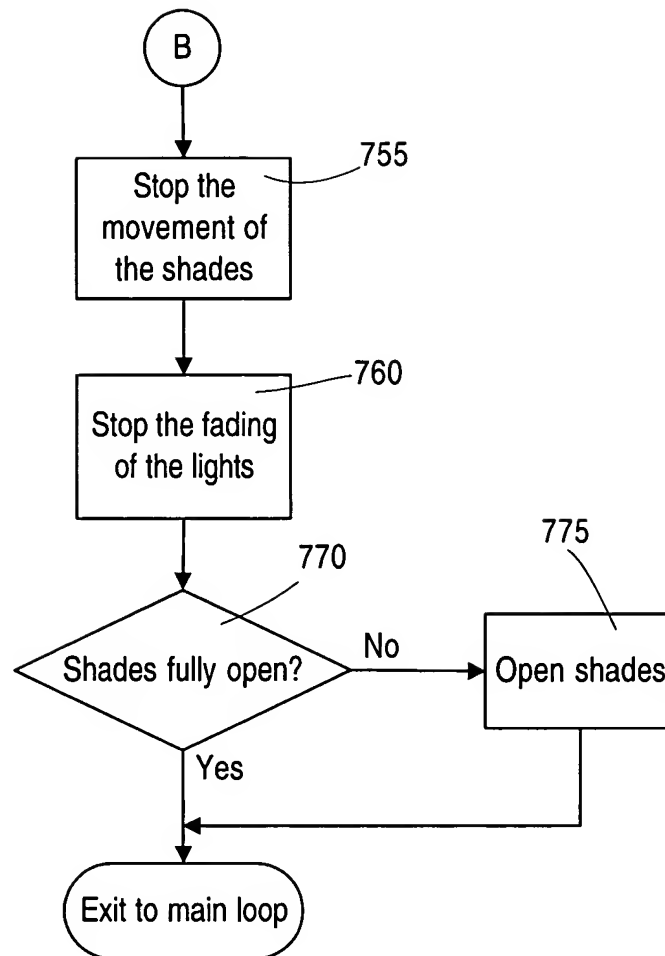 B
755
Stop the
movement of
the shades
760
Stop the fading
of the lights
770
775
Shades fully open?
No
Open shades
Yes
Exit to main loop